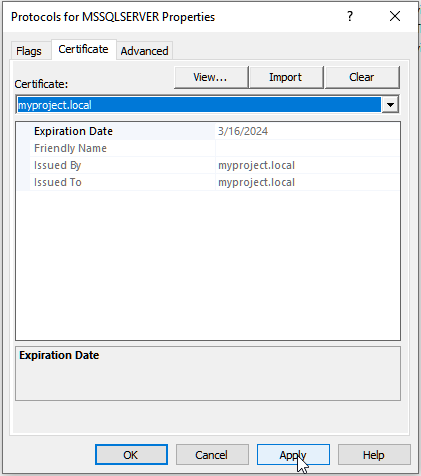 Protocols for MSSQLSERVER Properties ? ×
Flags Certificate Advanced
View... Import Clear
Certificate:
myproject.local
Expiration Date 3/16/2024
Friendly Name
Issued By myproject.local
Issued To myproject.local
Expiration Date
OK Cancel Apply Help